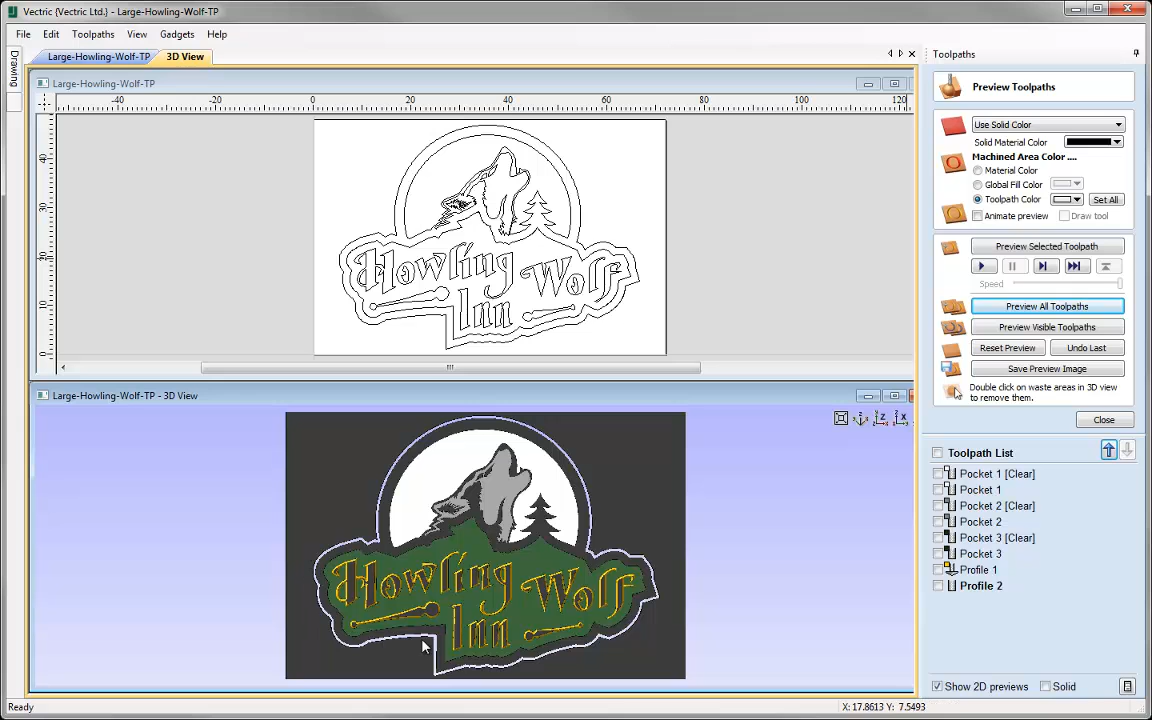 Vectric {Vectric Ltd.} - Large-Howling-Wolf-TP
File Edit Toolpaths View Gadgets Help
Drawing
Large-Howling-Wolf-TP 3D View
Large-Howling-Wolf-TP
-40 -20 0 20 40 60 80 100 120
40
30
20
10
0
Howling Wolf
Inn
Large-Howling-Wolf-TP - 3D View
Howling Wolf
Inn
Toolpaths
Preview Toolpaths
Use Solid Color
Solid Material Color
Machined Area Color ....
Material Color
Global Fill Color
Toolpath Color Set All
Animate preview Draw tool
Preview Selected Toolpath
Speed
Preview All Toolpaths
Preview Visible Toolpaths
Reset Preview Undo Last
Save Preview Image
Double click on waste areas in 3D view
to remove them.
Close
Toolpath List
Pocket 1 [Clear]
Pocket 1
Pocket 2 [Clear]
Pocket 2
Pocket 3 [Clear]
Pocket 3
Profile 1
Profile 2
Show 2D previews Solid
Ready X: 17.8613 Y: 7.5493